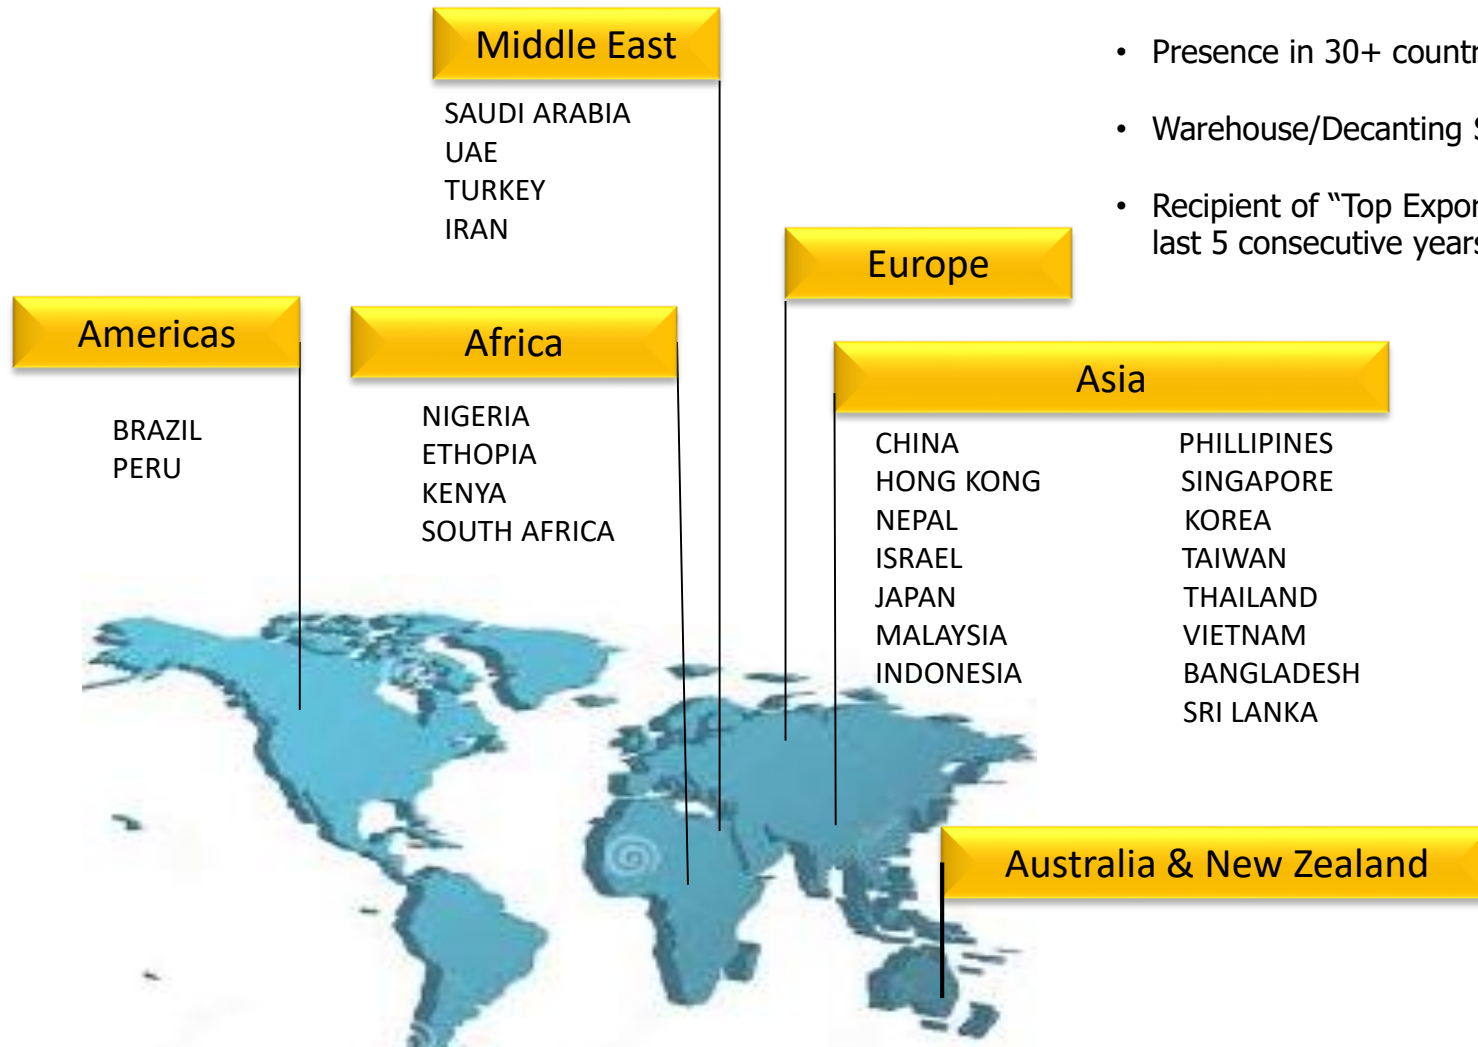 Middle East
SAUDI ARABIA
UAE
TURKEY
IRAN
• Presence in 30+
• Warehouse/Decanting
• Recipient of “Top
last 5 consecutive
Europe
Americas
BRAZIL
PERU
Africa
NIGERIA
ETHOPIA
KENYA
SOUTH AFRICA
Asia
CHINA
HONG KONG
NEPAL
ISRAEL
JAPAN
MALAYSIA
INDONESIA
PHILLIPINES
SINGAPORE
KOREA
TAIWAN
THAILAND
VIETNAM
BANGLADESH
SRI LANKA
Australia & New Zealand